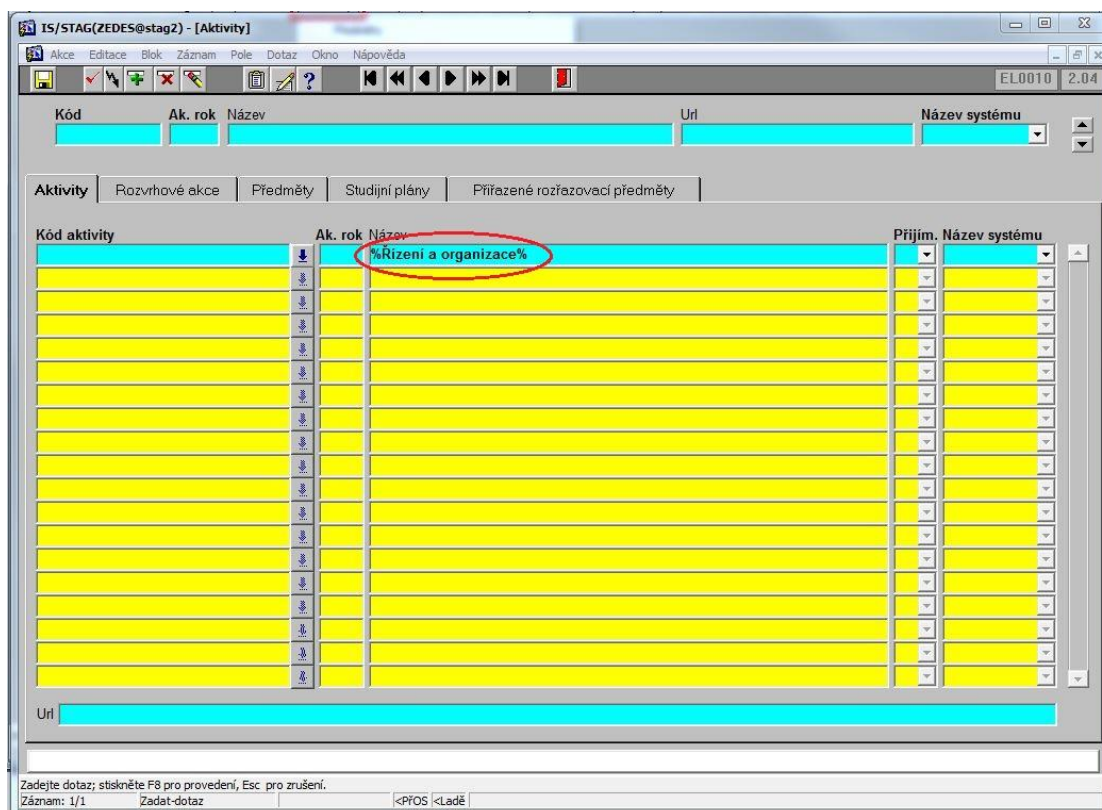 IS/STAG(ZEDES@stag2) - [Aktivity]
Akce Editace Blok Záznam Pole Dotaz Okno Nápověda
EL0010 2.04
Kód Ak. rok Název Url Název systému
Aktivity Rozvrhové akce Předměty Studijní plány Přiřazené rozřazovací předměty
Kód aktivity Ak. rok Název Přijím. Název systému
%Řízení a organizace%
Url
Zadejte dotaz; stiskněte F8 pro provedení, Esc pro zrušení.
Záznam: 1/1 Zadat-dotaz <PřOS <Ladě